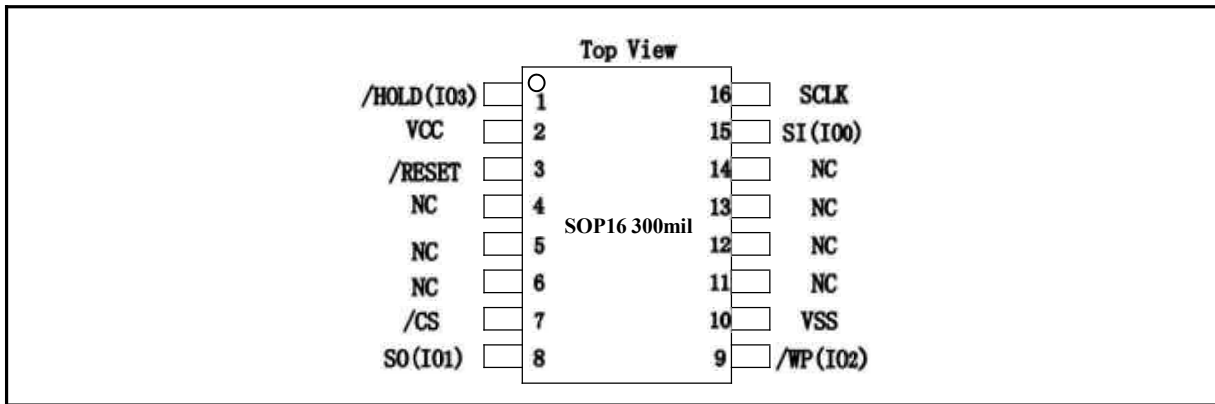 Top View
/HOLD(IO3) 1 16 SCLK
VCC 2 15 SI(IO0)
/RESET 3 14 NC
NC 4 13 NC
SOP16 300mil
NC 5 12 NC
NC 6 11 NC
/CS 7 10 VSS
SO(IO1) 8 9 /WP(IO2)